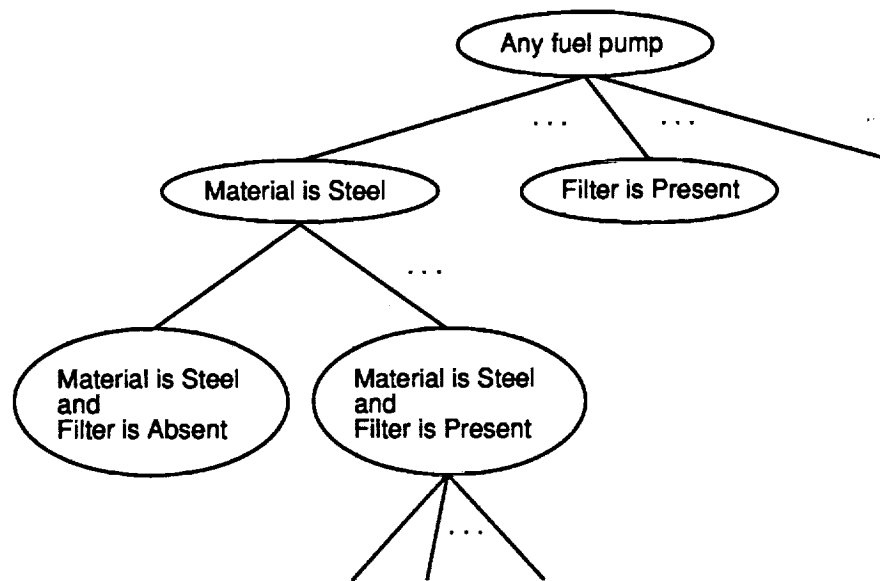 Any fuel pump
... ... ..
Material is Steel
Filter is Present
...
Material is Steel
and
Filter is Absent
Material is Steel
and
Filter is Present
...